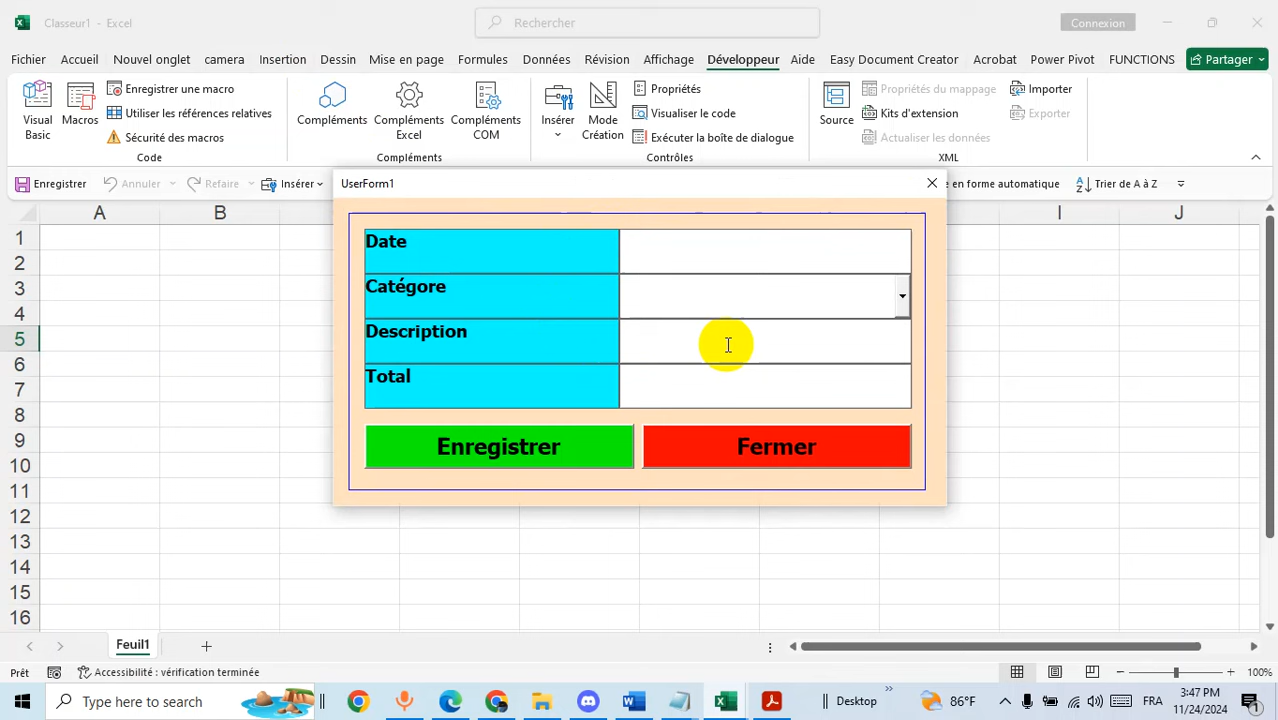 Classeur1 - Excel
Rechercher
Connexion
Fichier Accueil Nouvel onglet camera Insertion Dessin Mise en page Formules Données Révision Affichage Développeur Aide Easy Document Creator Acrobat Power Pivot FUNCTIONS Partager
Visual Basic
Macros
Enregistrer une macro
Utiliser les références relatives
Sécurité des macros
Code
Compléments
Compléments Excel
Compléments COM
Compléments
Insérer
Mode Création
Propriétés
Visualiser le code
Exécuter la boîte de dialogue
Contrôles
Source
Propriétés du mappage
Kits d'extension
Actualiser les données
Importer
Exporter
XML
Enregistrer Annuler Refaire Insérer e en forme automatique Trier de A à Z
UserForm1
A B I J
1
2
3
4
5
6
7
8
9
10
11
12
13
14
15
16
Date
Catégore
Description
Total
Enregistrer Fermer
Feuil1
Prêt Accessibilité : vérification terminée 100%
Type here to search
Desktop
86°F
FRA
3:47 PM
11/24/2024
1